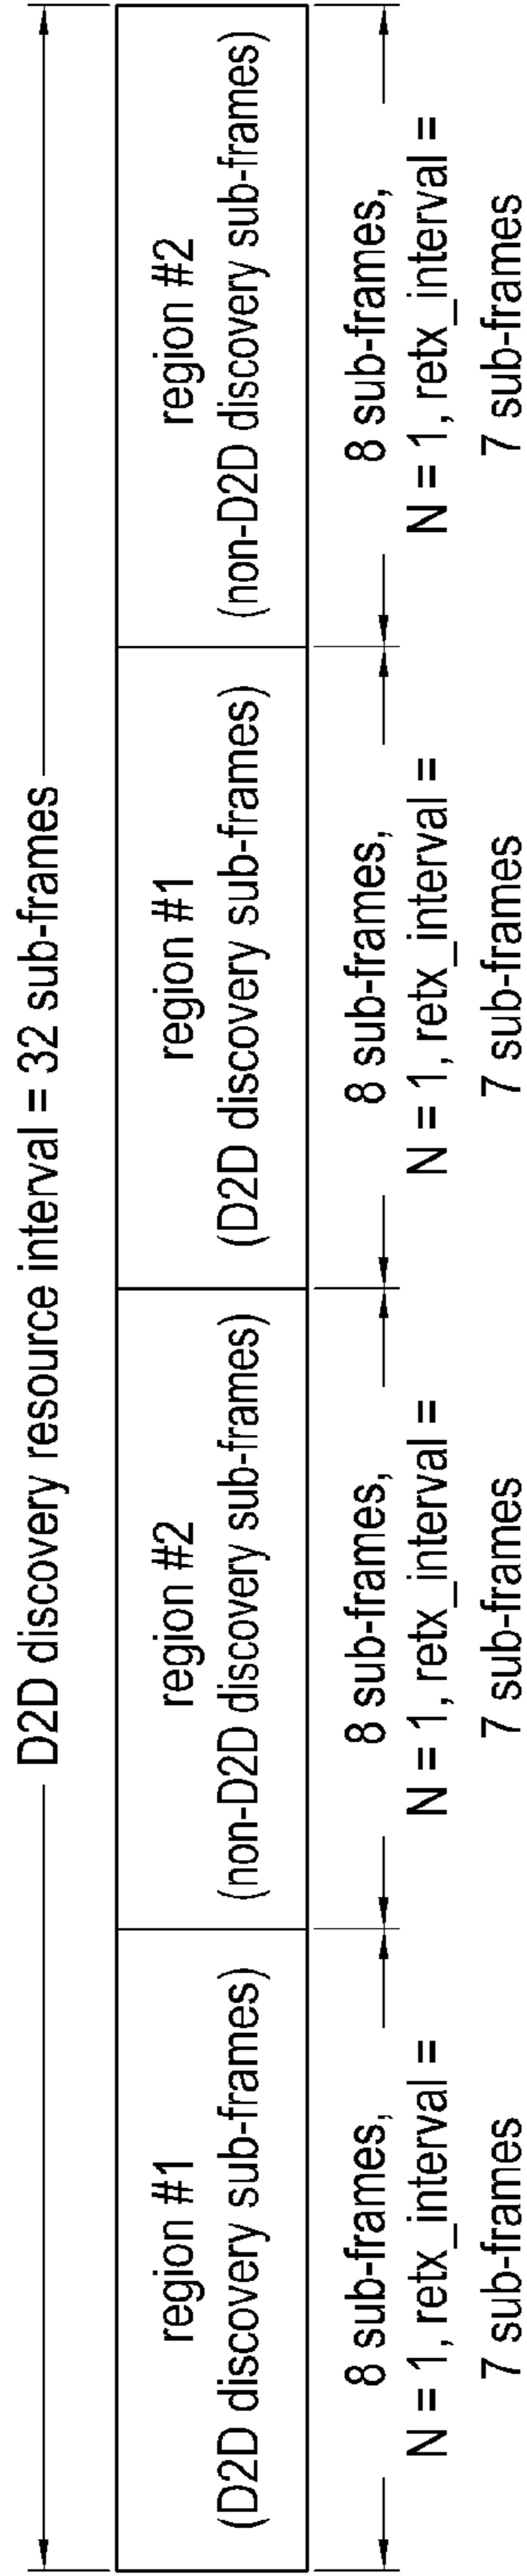 D2D discovery resource interval = 32 sub-frames
region #1
(D2D discovery sub-frames)
region #2
(non-D2D discovery sub-frames)
region #1
(D2D discovery sub-frames)
region #2
(non-D2D discovery sub-frames)
8 sub-frames,
N = 1, retx_interval =
7 sub-frames
8 sub-frames,
N = 1, retx_interval =
7 sub-frames
8 sub-frames,
N = 1, retx_interval =
7 sub-frames
8 sub-frames,
N = 1, retx_interval =
7 sub-frames